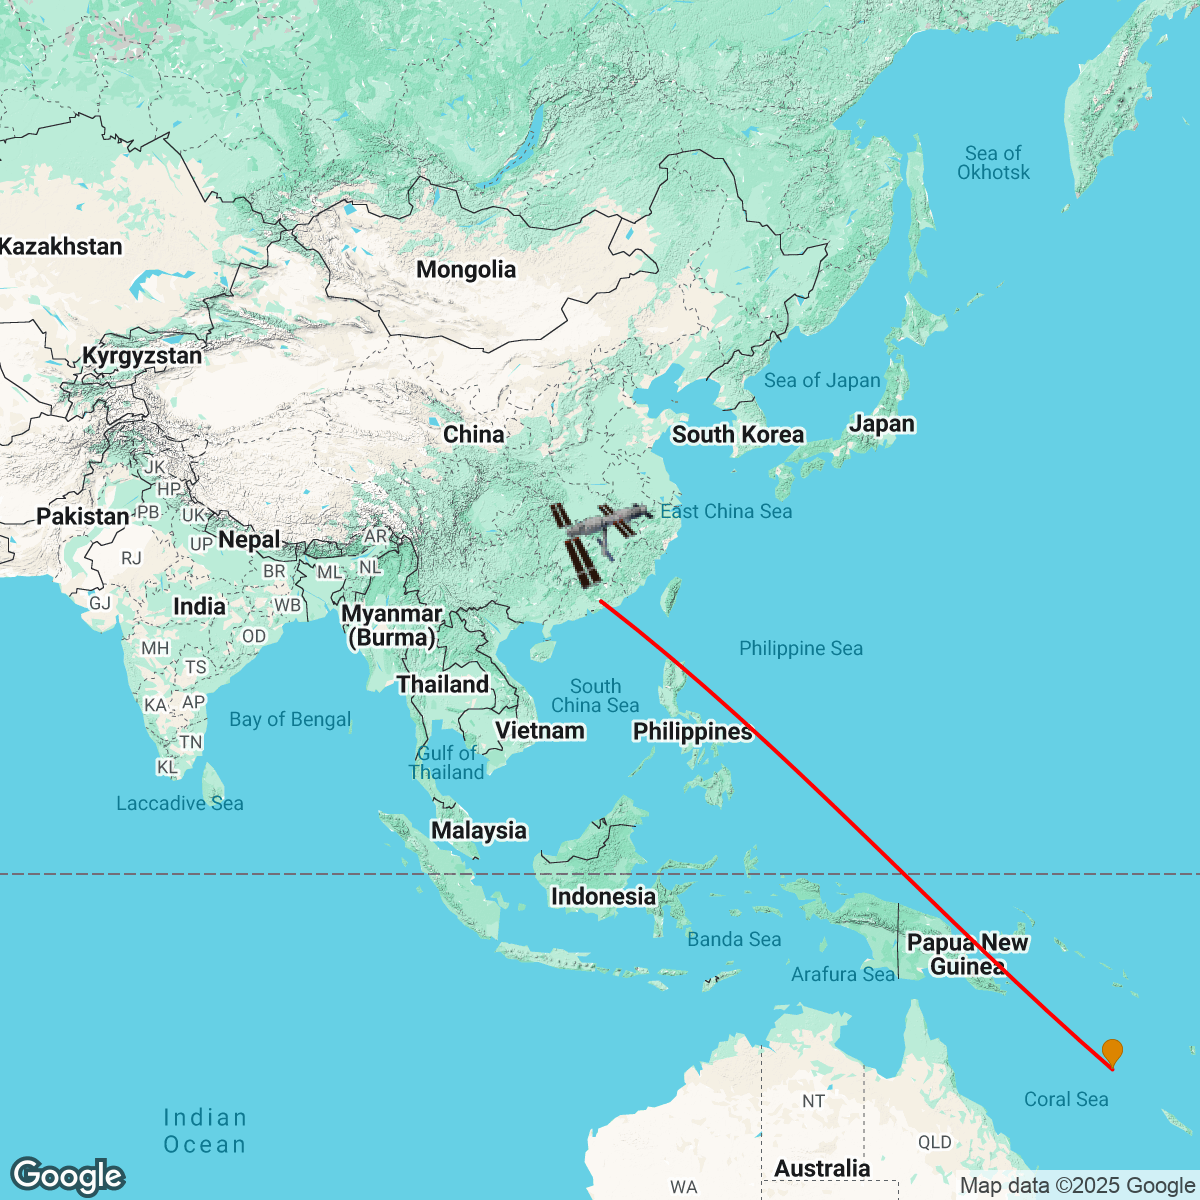 Sea of
Okhotsk
Kazakhstan
Mongolia
Kyrgyzstan
Sea of Japan
Japan
China
South Korea
JK
HP
Pakistan
PB
UK
East China Sea
Nepal
AR
UP
RJ
BR
ML
NL
GJ
India
WB
Myanmar
(Burma)
OD
MH
Philippine Sea
TS
Thailand
South
China Sea
KA
AP
Bay of Bengal
Vietnam
Philippines
TN
Gulf of
Thailand
KL
Laccadive Sea
Malaysia
Indonesia
Banda Sea
Papua New
Guinea
Arafura Sea
Coral Sea
NT
Indian
Ocean
QLD
Australia
WA
Google
Map data ©2025 Google